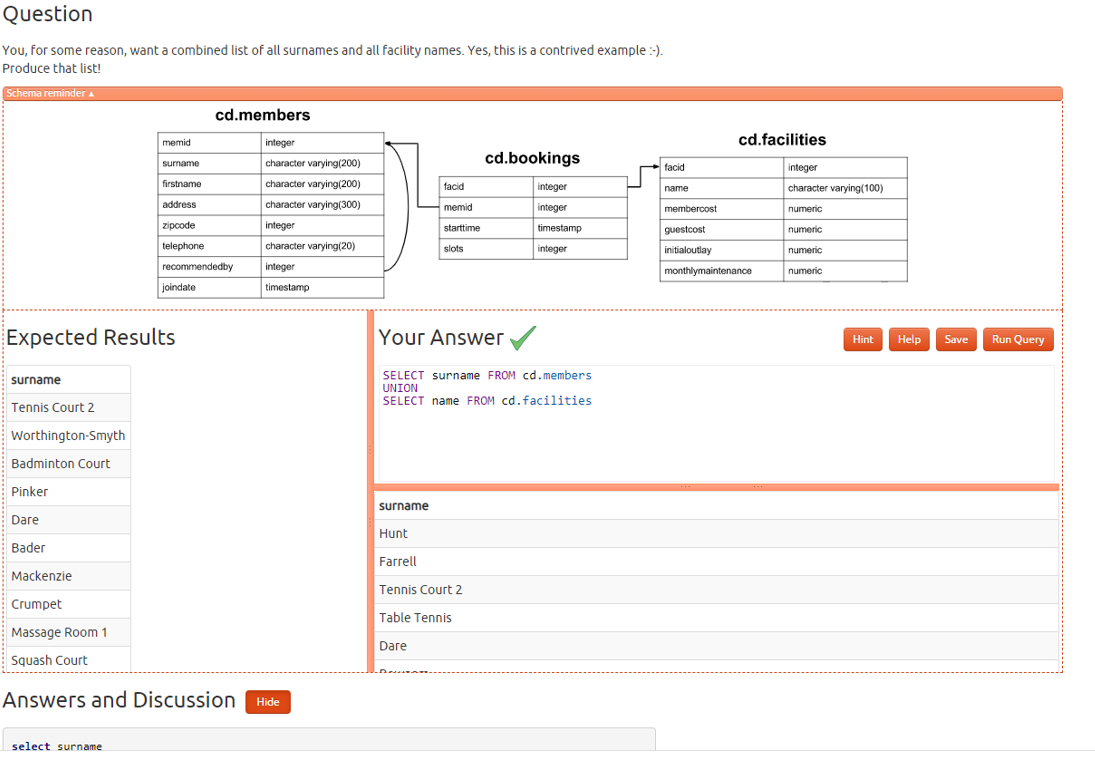 Question
You, for some reason, want a combined list of all surnames and all facility names. Yes, this is a contrived example :-).
Produce that list!
Schema reminder ▲
cd.members
memid integer
surname character varying(200)
firstname character varying(200)
address character varying(300)
zipcode integer
telephone character varying(20)
recommendedby integer
joindate timestamp
cd.bookings
facid integer
memid integer
starttime timestamp
slots integer
cd.facilities
facid integer
name character varying(100)
membercost numeric
guestcost numeric
initialoutlay numeric
monthlymaintenance numeric
Expected Results
surname
Tennis Court 2
Worthington-Smyth
Badminton Court
Pinker
Dare
Bader
Mackenzie
Crumpet
Massage Room 1
Squash Court
Your Answer
Hint Help Save Run Query
SELECT surname FROM cd.members
UNION
SELECT name FROM cd.facilities
surname
Hunt
Farrell
Tennis Court 2
Table Tennis
Dare
Answers and Discussion Hide
select surname